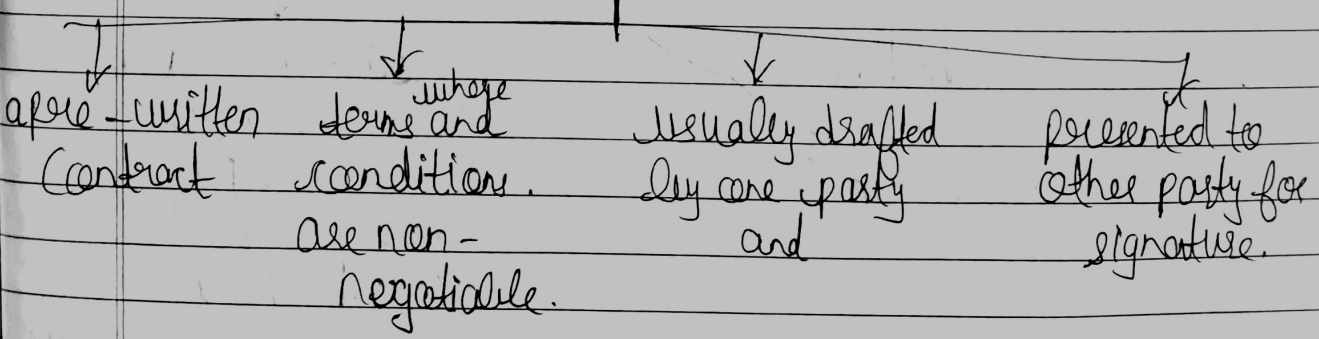 a pre-written
contract
where
terms and
condition.
are non-
negotiable.
usually drafted
by one party
and
presented to
other party for
signature.